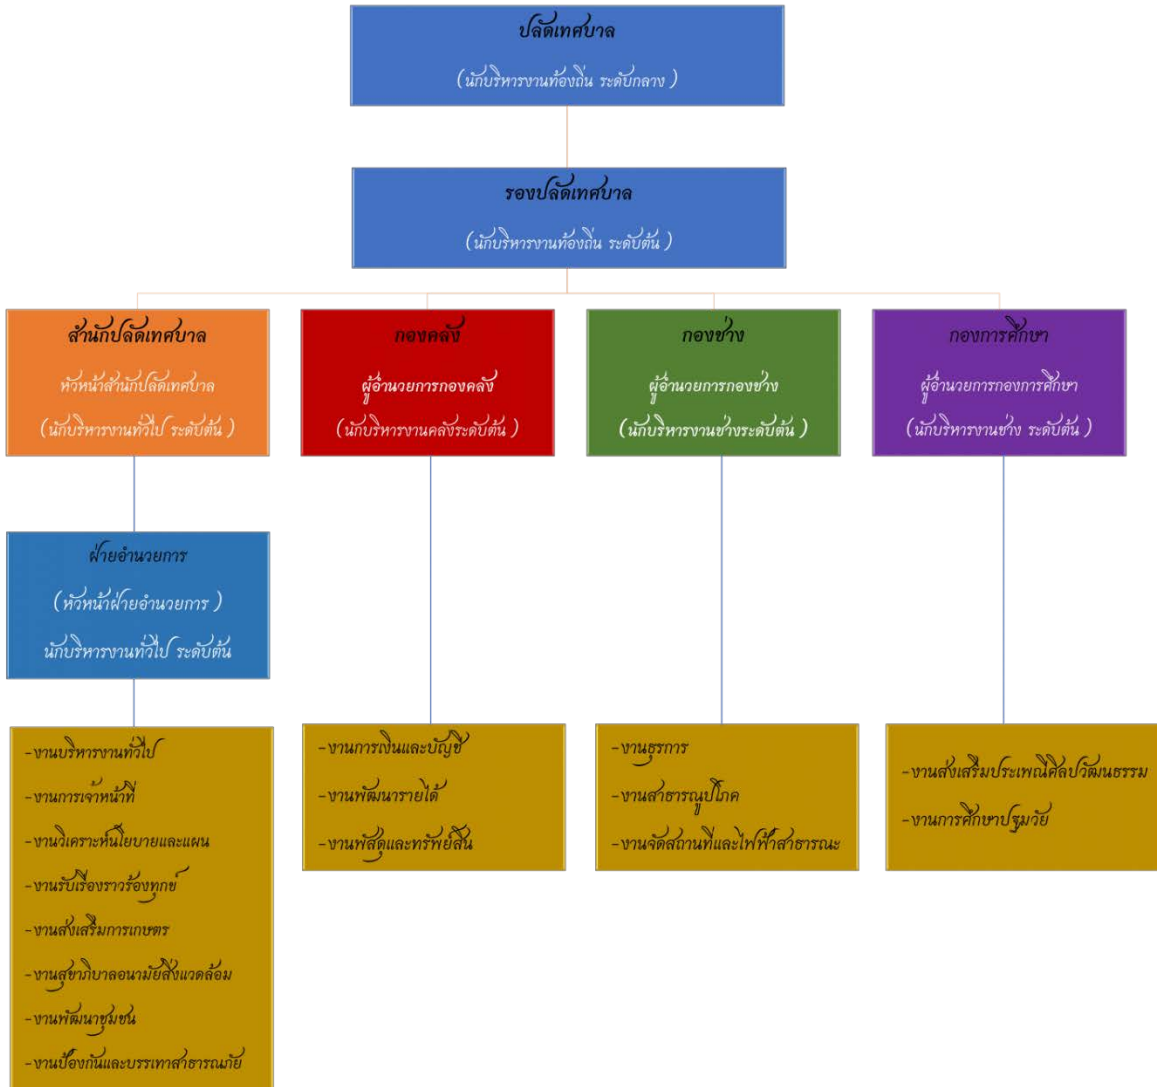 ปลัดเทศบาล
(นักบริหารงานท้องถิ่น ระดับกลาง )
รองปลัดเทศบาล
(นักบริหารงานท้องถิ่น ระดับต้น )
สำนักปลัดเทศบาล
หัวหน้าสำนักปลัดเทศบาล
(นักบริหารงานทั่วไป ระดับต้น )
กองคลัง
ผู้อำนวยการกองคลัง
(นักบริหารงานคลังระดับต้น )
กองช่าง
ผู้อำนวยการกองช่าง
(นักบริหารงานช่างระดับต้น )
กองการศึกษา
ผู้อำนวยการกองการศึกษา
(นักบริหารงานช่าง ระดับต้น )
ฝ่ายอำนวยการ
(หัวหน้าฝ่ายอำนวยการ )
นักบริหารงานทั่วไป ระดับต้น
-งานบริหารงานทั่วไป
-งานการเจ้าหน้าที่
-งานวิเคราะห์นโยบายและแผน
-งานรับเรื่องราวร้องทุกข์
-งานส่งเสริมการเกษตร
-งานสุขาภิบาลอนามัยสิ่งแวดล้อม
-งานพัฒนาชุมชน
-งานป้องกันและบรรเทาสาธารณภัย
-งานการเงินและบัญชี
-งานพัฒนารายได้
-งานพัสดุและทรัพย์สิน
-งานธุรการ
-งานสาธารณูปโภค
-งานจัดสถานที่และไฟฟ้าสาธารณะ
-งานส่งเสริมประเพณีศิลปวัฒนธรรม
-งานการศึกษาปฐมวัย